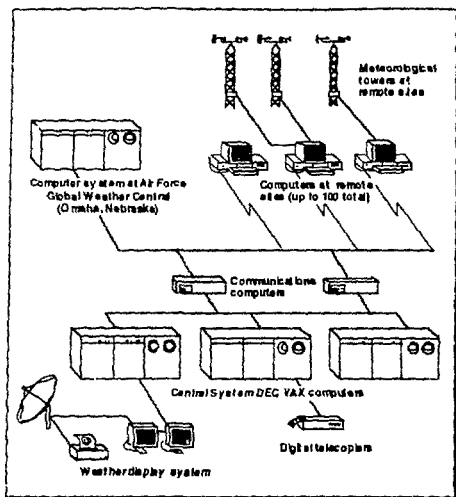 Meteorological
towers at
remote sites
Computer system at Air Force
Global Weather Central
(Omaha, Nebraska)
Computers at remote
sites (up to 100 total)
Communications
computers
Central System DEC VAX computers
Digital telecopiers
Weather display system